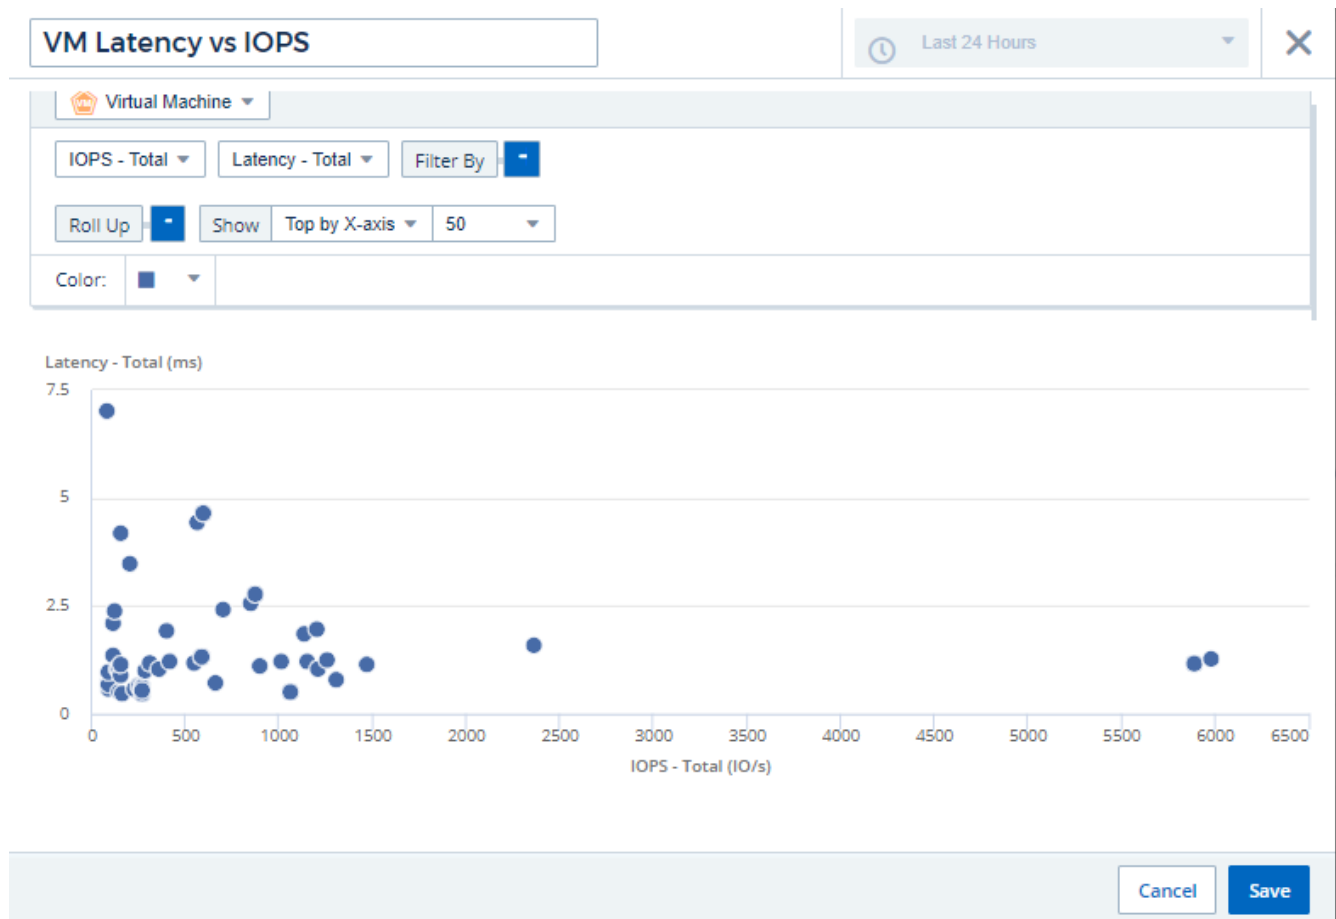 VM Latency vs IOPS
Last 24 Hours
VM Virtual Machine
IOPS - Total Latency - Total Filter By -
Roll Up - Show Top by X-axis 50
Color:
Latency - Total (ms)
7.5
5
2.5
0
0 500 1000 1500 2000 2500 3000 3500 4000 4500 5000 5500 6000 6500
IOPS - Total (IO/s)
Cancel Save